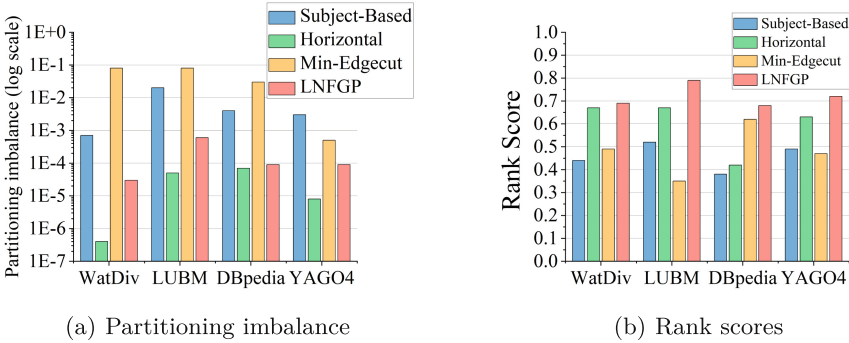 Partitioning imbalance (log scale)
1E+0
1E-1
1E-2
1E-3
1E-4
1E-5
1E-6
1E-7
WatDiv LUBM DBpedia YAGO4
Subject-Based
Horizontal
Min-Edgecut
LNFGP
(a) Partitioning imbalance
Rank Score
1.0
0.9
0.8
0.7
0.6
0.5
0.4
0.3
0.2
0.1
0.0
WatDiv LUBM DBpedia YAGO4
Subject-Based
Horizontal
Min-Edgecut
LNFGP
(b) Rank scores